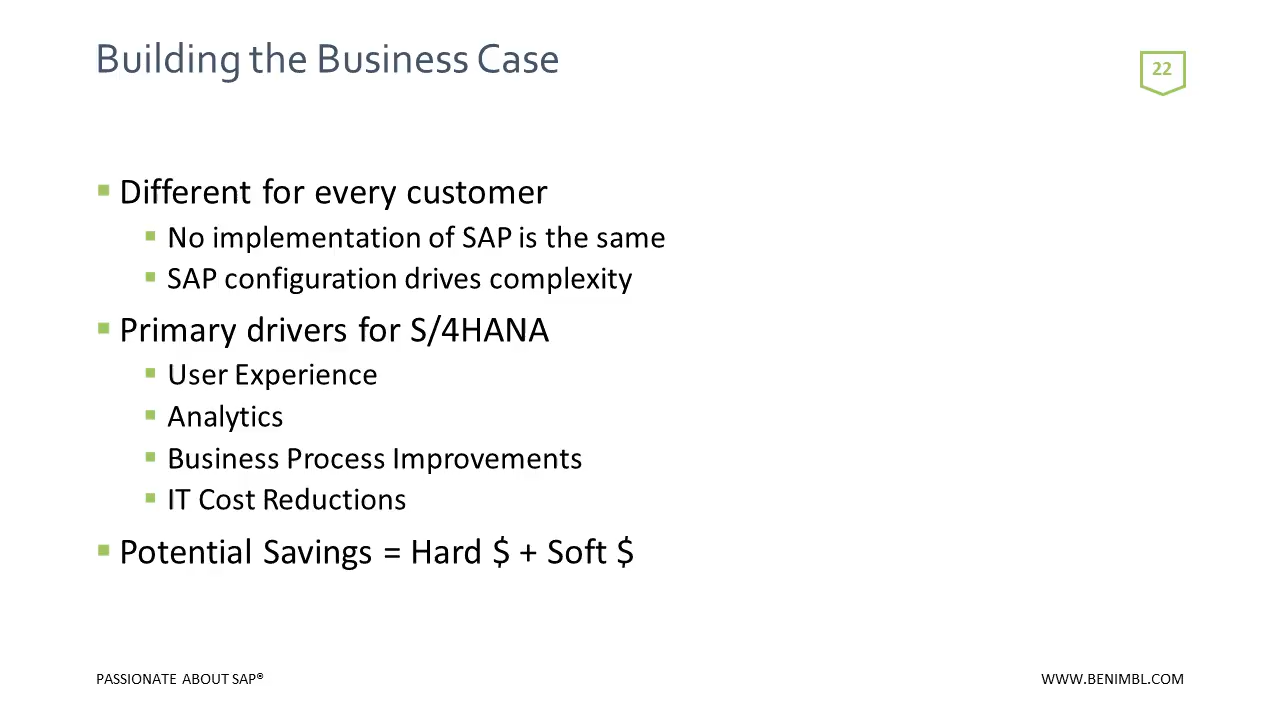 Building the Business Case
22
Different for every customer
No implementation of SAP is the same
SAP configuration drives complexity
Primary drivers for S/4HANA
User Experience
Analytics
Business Process Improvements
IT Cost Reductions
Potential Savings = Hard $ + Soft $
PASSIONATE ABOUT SAP®
WWW.BENIMBL.COM